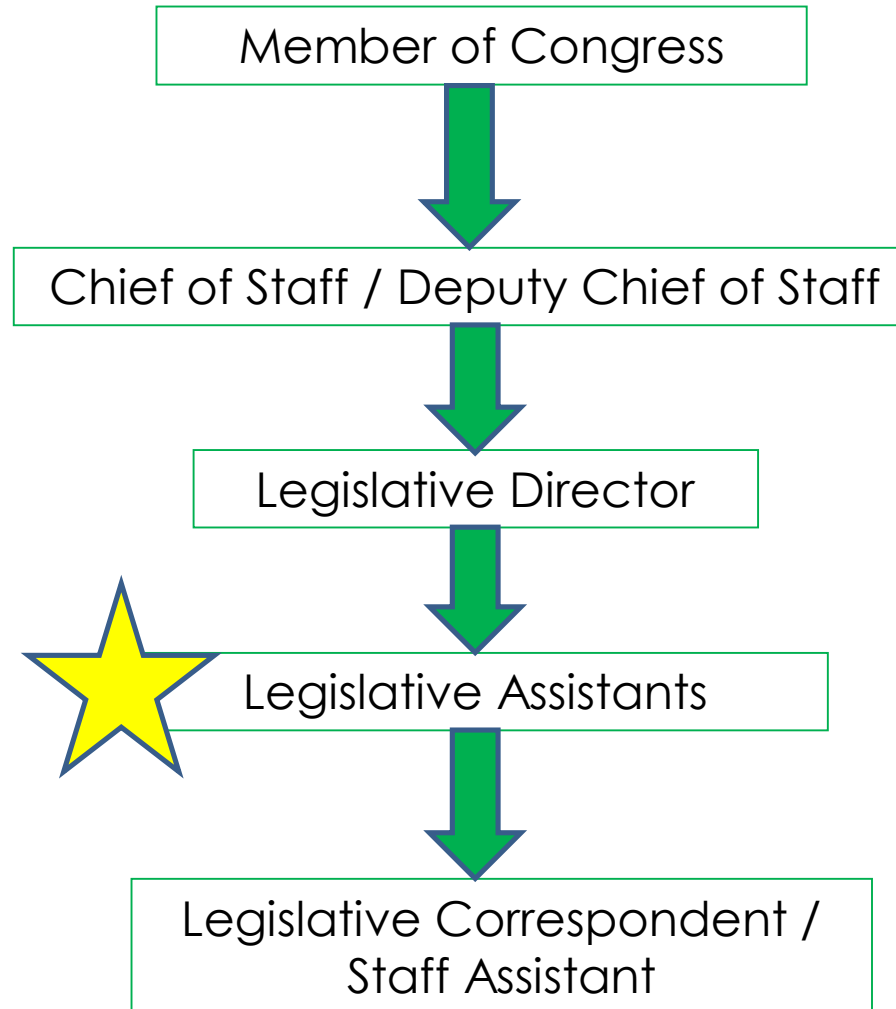 Member of Congress
Chief of Staff / Deputy Chief of Staff
Legislative Director
Legislative Assistants
Legislative Correspondent /
Staff Assistant